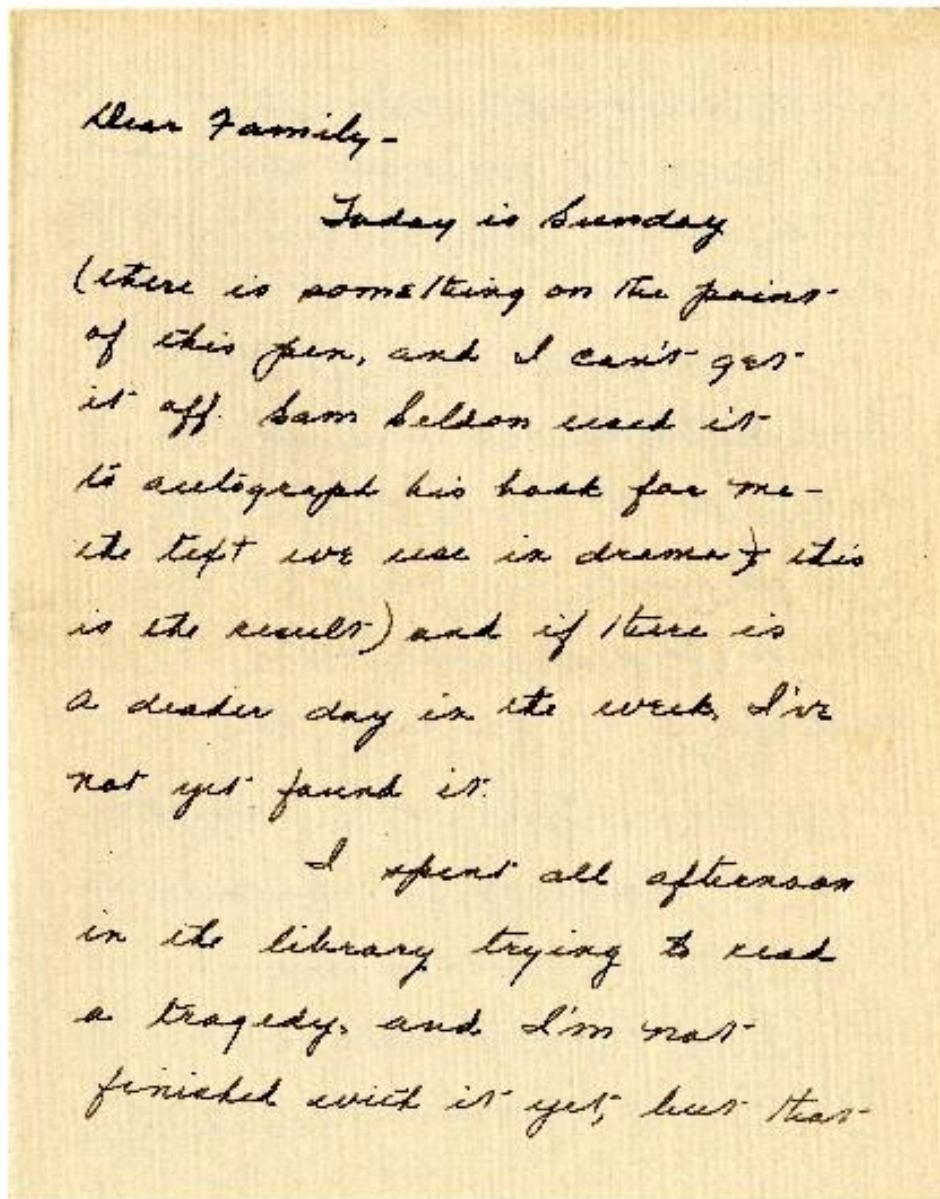 Dear Family-
Today is Sunday
(there is something on the point
of this pen, and I can't get
it off. Sam Seldon used it
to autograph his book for me-
the text we use in drama & this
is the result) and if there is
a deader day in the week, I've
not yet found it.
I spent all afternoon
in the library trying to read
a tragedy, and I'm not
finished with it yet, but that